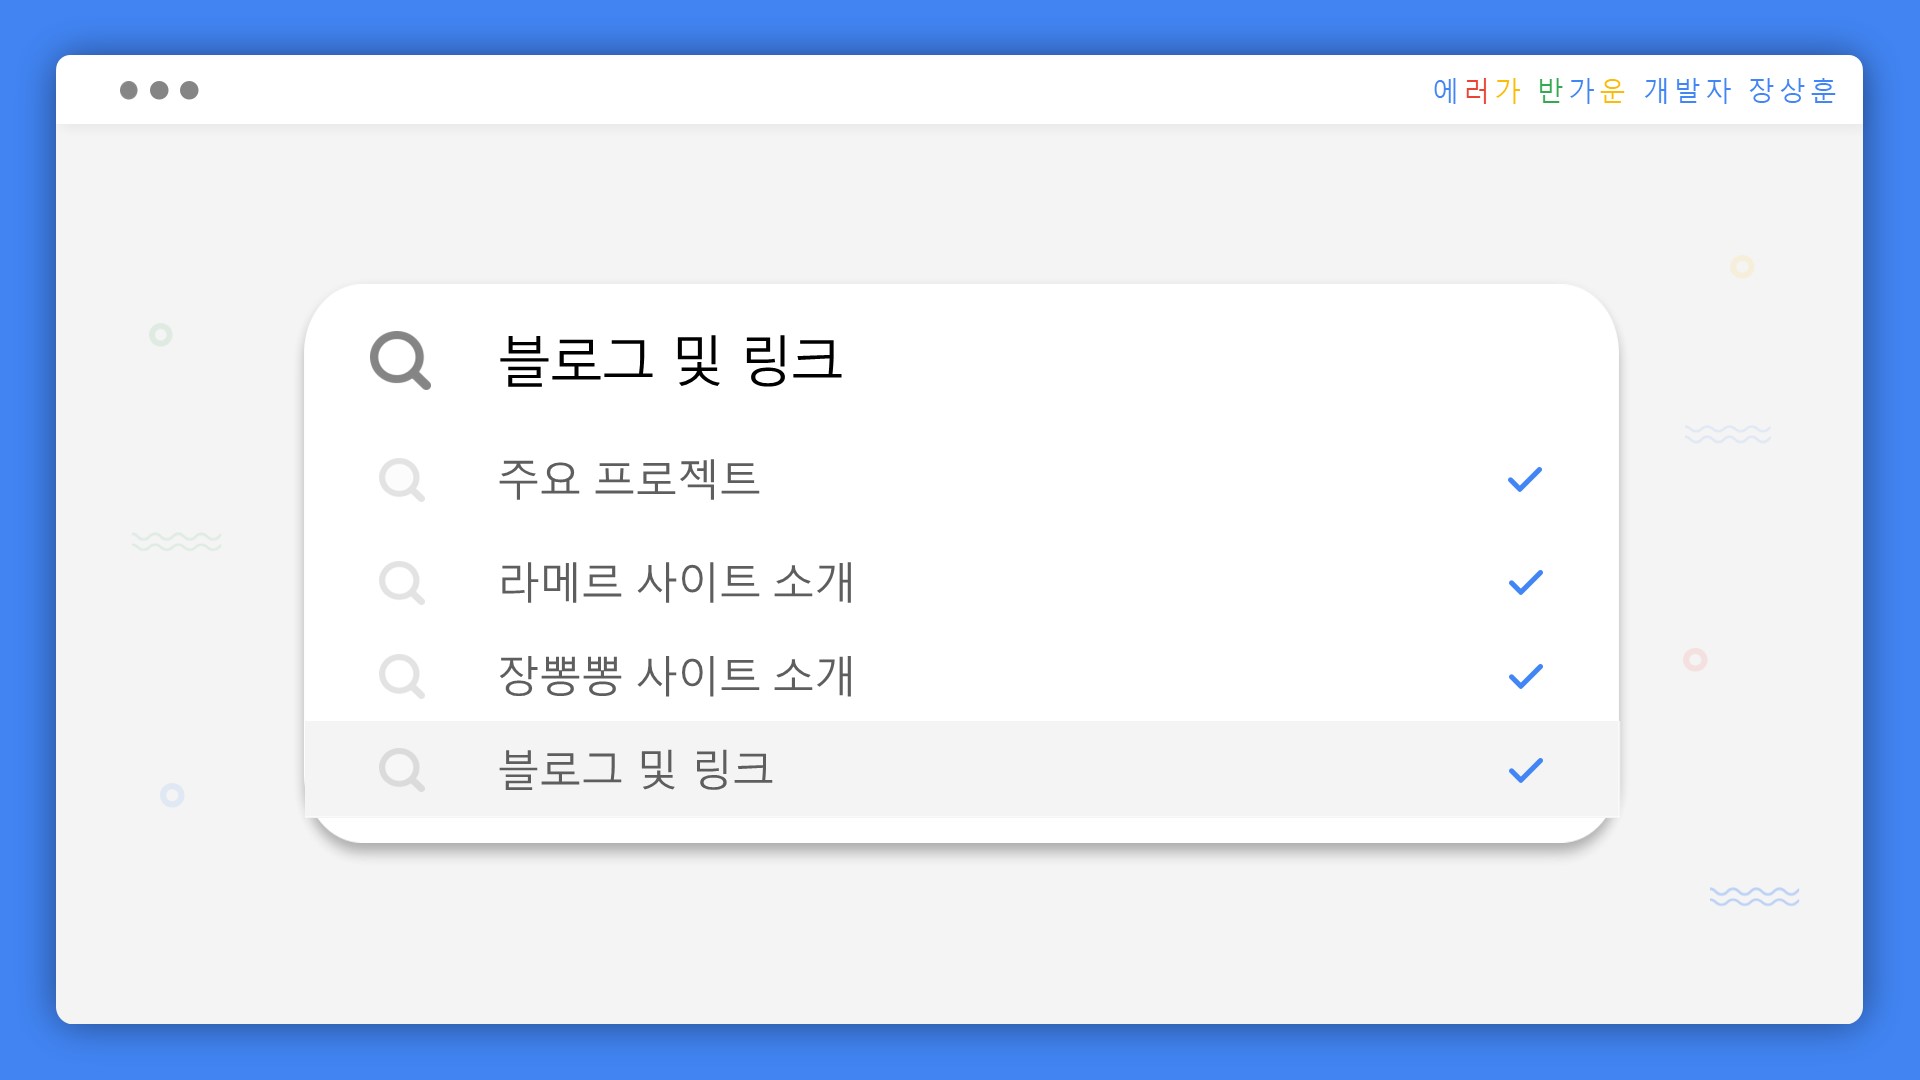 에러가 반가운 개발자 장상훈
블로그 및 링크
주요 프로젝트
라메르 사이트 소개
장뽕뽕 사이트 소개
블로그 및 링크